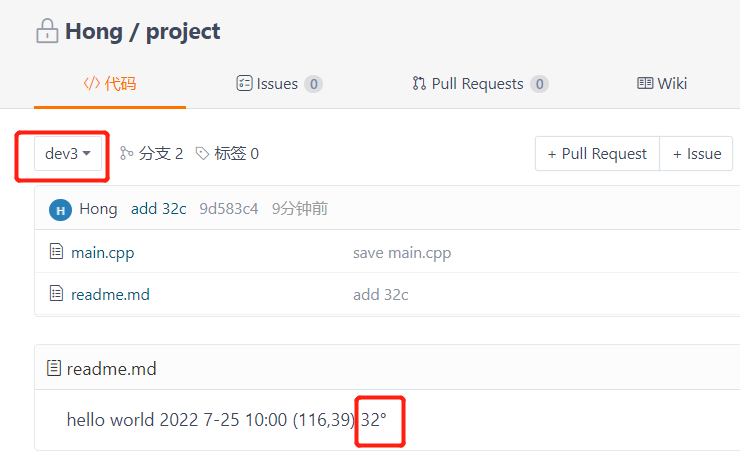 Hong / project
</> 代码 Issues 0 Pull Requests 0 Wiki
dev3 分支 2 标签 0 + Pull Request + Issue
H Hong add 32c 9d583c4 9分钟前
main.cpp save main.cpp
readme.md add 32c
readme.md
hello world 2022 7-25 10:00 (116,39) 32°